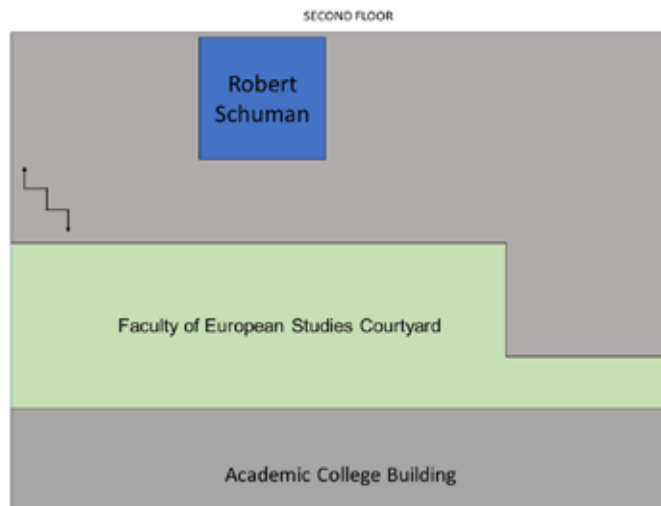 SECOND FLOOR
Robert
Schuman
Faculty of European Studies Courtyard
Academic College Building